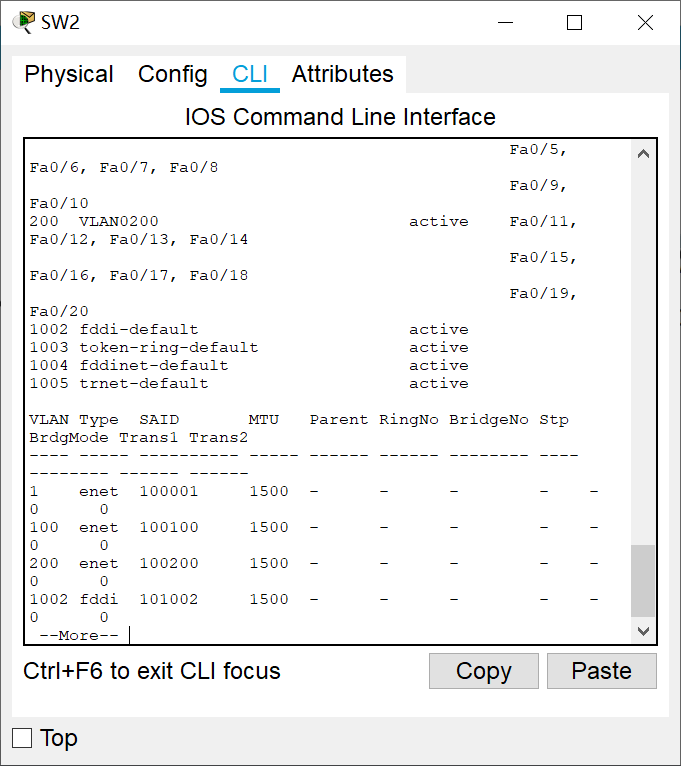 SW2
Physical Config CLI Attributes
IOS Command Line Interface
Fa0/5,
Fa0/6, Fa0/7, Fa0/8
Fa0/9,
Fa0/10
200  VLAN0200                         active    Fa0/11,
Fa0/12, Fa0/13, Fa0/14
Fa0/15,
Fa0/16, Fa0/17, Fa0/18
Fa0/19,
Fa0/20
1002 fddi-default                     active
1003 token-ring-default               active
1004 fddinet-default                  active
1005 trnet-default                    active
VLAN Type  SAID       MTU   Parent RingNo BridgeNo Stp
BrdgMode Trans1 Trans2
---- ----- ---------- ----- ------ ------ -------- ----
-------- ------ ------
1    enet  100001     1500  -      -      -        -    -
0      0
100  enet  100100     1500  -      -      -        -    -
0      0
200  enet  100200     1500  -      -      -        -    -
0      0
1002 fddi  101002     1500  -      -      -        -    -
0      0
--More--
Ctrl+F6 to exit CLI focus
Copy
Paste
Top